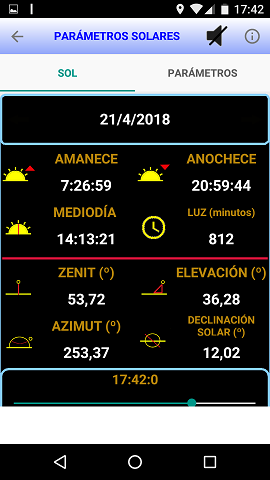 17:42
PARÁMETROS SOLARES
SOL PARÁMETROS
21/4/2018
AMANECE ANOCHECE
7:26:59 20:59:44
MEDIODÍA LUZ (minutos)
14:13:21 812
ZENIT (º) ELEVACIÓN (º)
53,72 36,28
AZIMUT (º) DECLINACIÓN SOLAR (º)
253,37 12,02
17:42:0